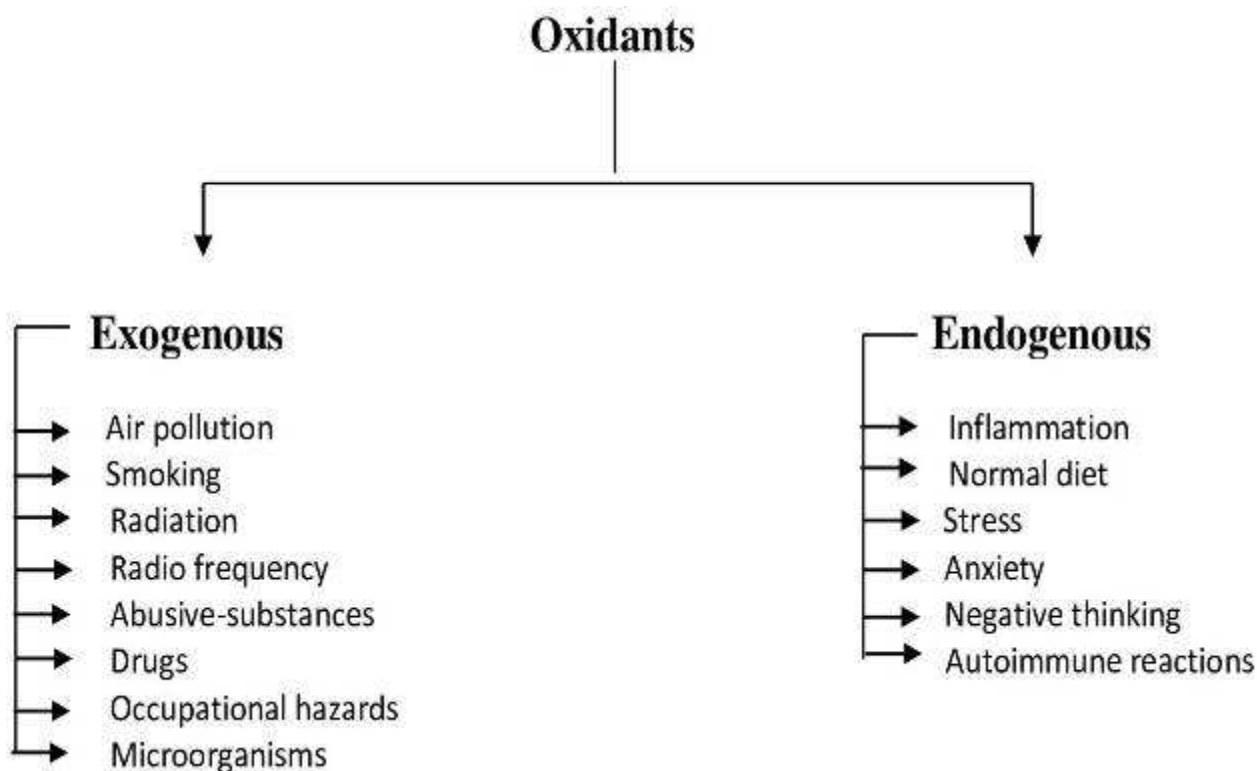 Oxidants
Exogenous
Air pollution
Smoking
Radiation
Radio frequency
Abusive-substances
Drugs
Occupational hazards
Microorganisms
Endogenous
Inflammation
Normal diet
Stress
Anxiety
Negative thinking
Autoimmune reactions